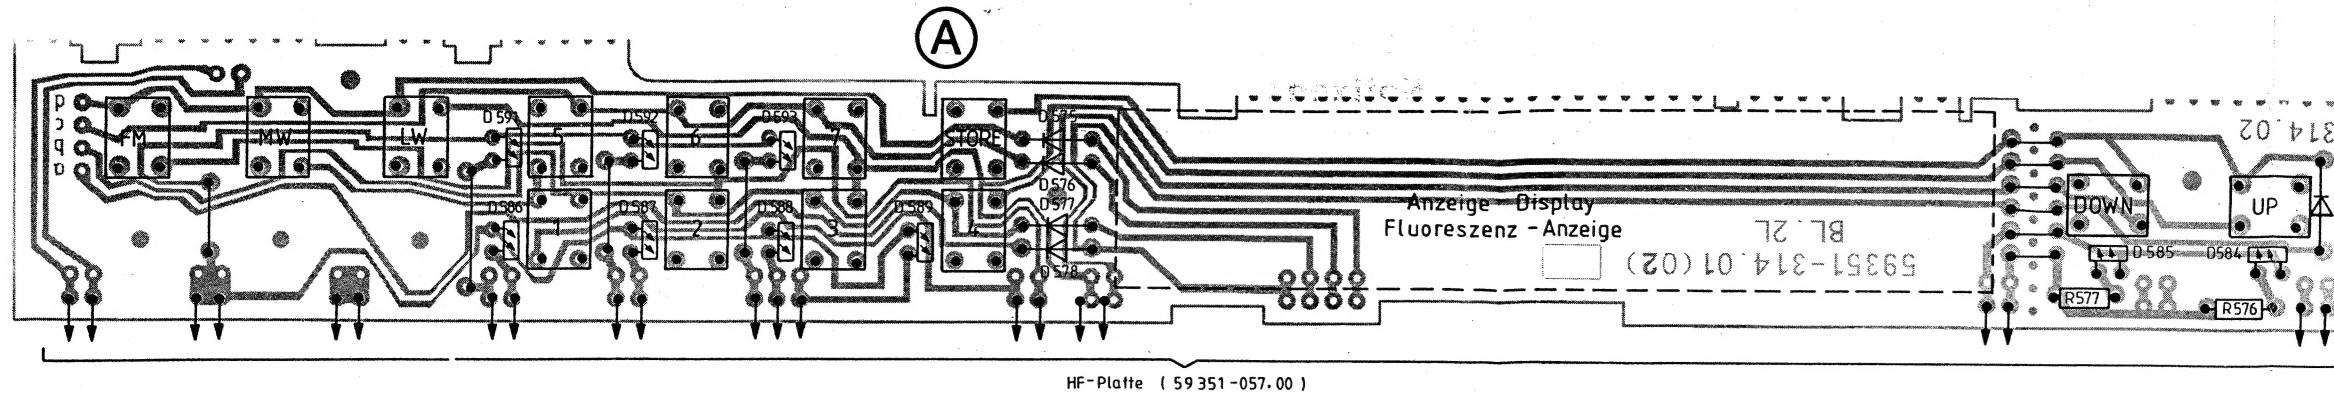 A
d
c
b
a
FM
MW
LW
D591
5
D592
6
D593
7
STORE
D575
D576
D577
D578
D586
1
D587
2
D588
3
D589
4
Anzeige - Display
Fluoreszenz - Anzeige
BL.2L
59351-314.01(02)
314.02
DOWN
UP
D585
D584
R577
R576
HF-Platte ( 59 351 -057.00 )